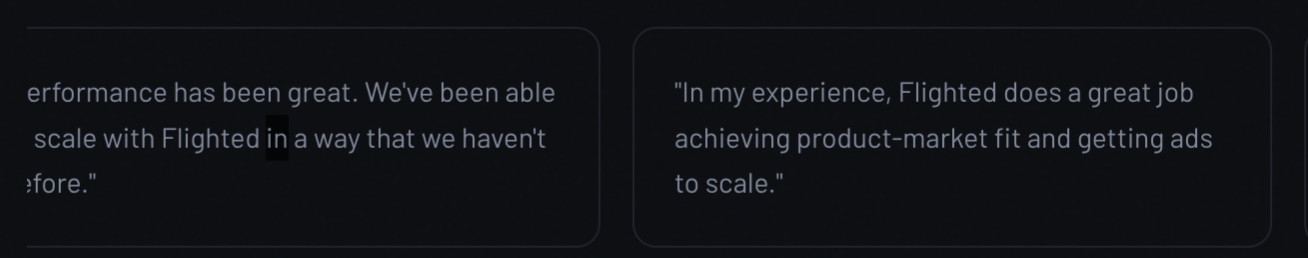 erformance has been great. We've been able
scale with Flighted in a way that we haven't
efore."
"In my experience, Flighted does a great job
achieving product-market fit and getting ads
to scale."